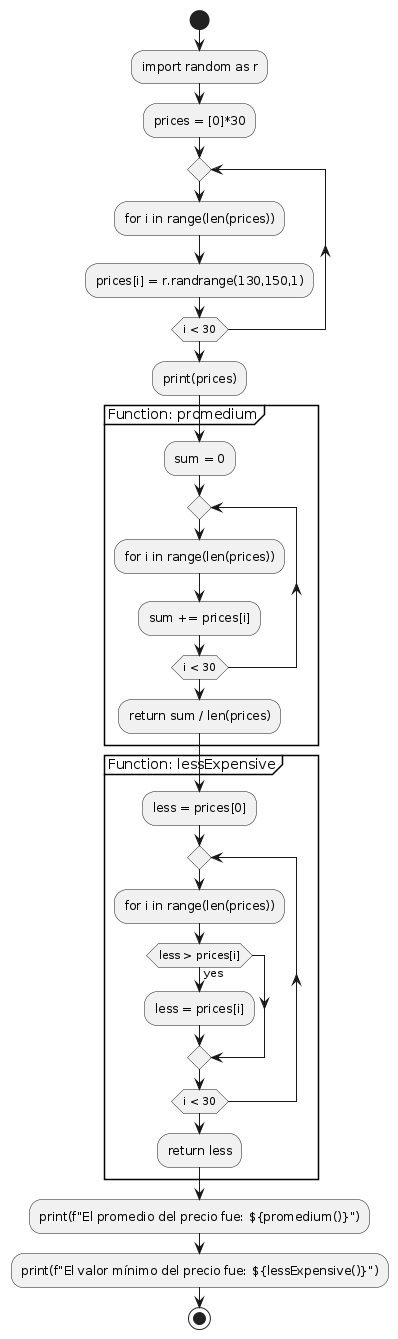 import random as r
prices = [0]*30
for i in range(len(prices))
prices[i] = r.randrange(130,150,1)
i < 30
print(prices)
Function: promedium
sum = 0
for i in range(len(prices))
sum += prices[i]
i < 30
return sum / len(prices)
Function: lessExpensive
less = prices[0]
for i in range(len(prices))
less > prices[i]
yes
less = prices[i]
i < 30
return less
print(f"El promedio del precio fue: ${promedium()}")
print(f"El valor mínimo del precio fue: ${lessExpensive()}")